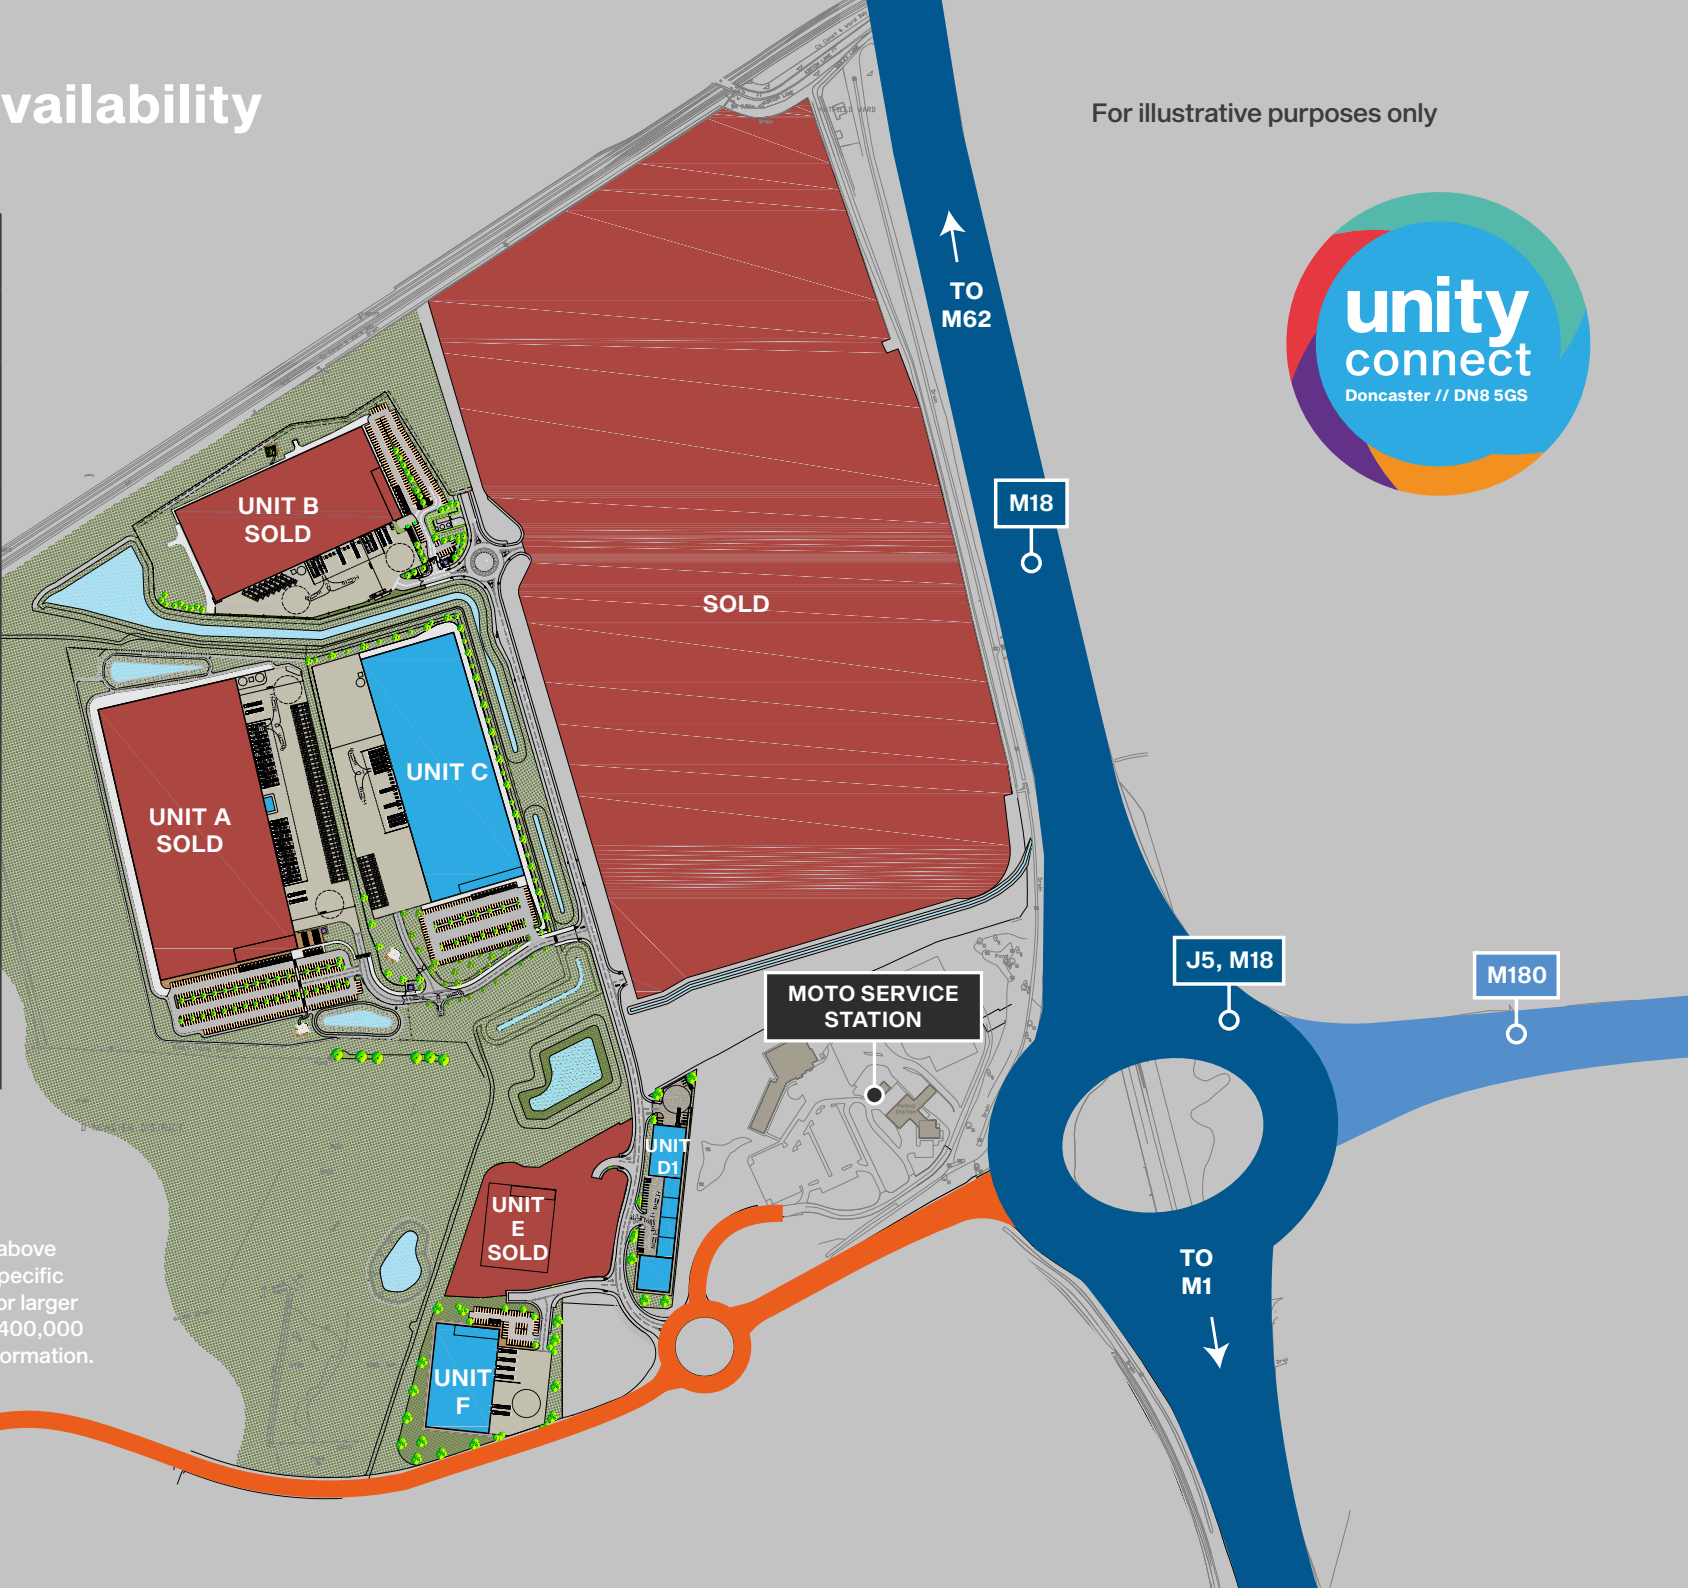 vailability
For illustrative purposes only
unity
connect
Doncaster // DN8 5GS
TO
M62
M18
UNIT B
SOLD
SOLD
UNIT C
UNIT A
SOLD
J5, M18
M180
MOTO SERVICE
STATION
UNIT
D1
UNIT
E
SOLD
TO
M1
UNIT
F
above
pecific
or larger
400,000
ormation.